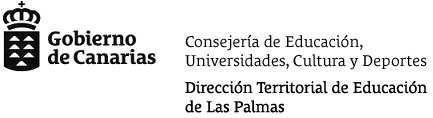 Gobierno
de Canarias
Consejería de Educación,
Universidades, Cultura y Deportes
Dirección Territorial de Educación
de Las Palmas